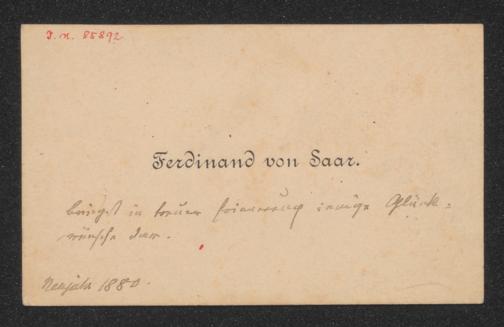 J.N. 85892
Ferdinand von Saar.
bringt in treuer Erinnerung innige Glück-
wünsche dar.
Neujahr 1880.